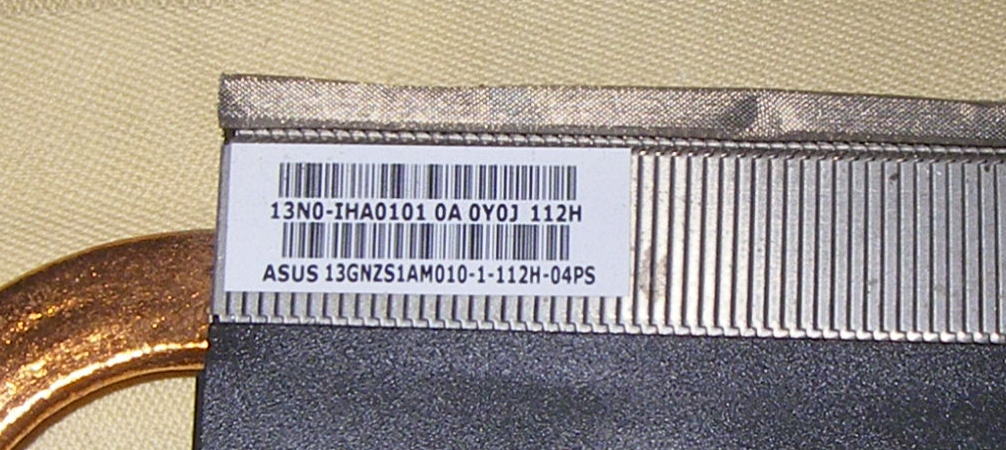 13N0-IHA0101 0A 0Y0J 112H
ASUS 13GNZS1AM010-1-112H-04PS